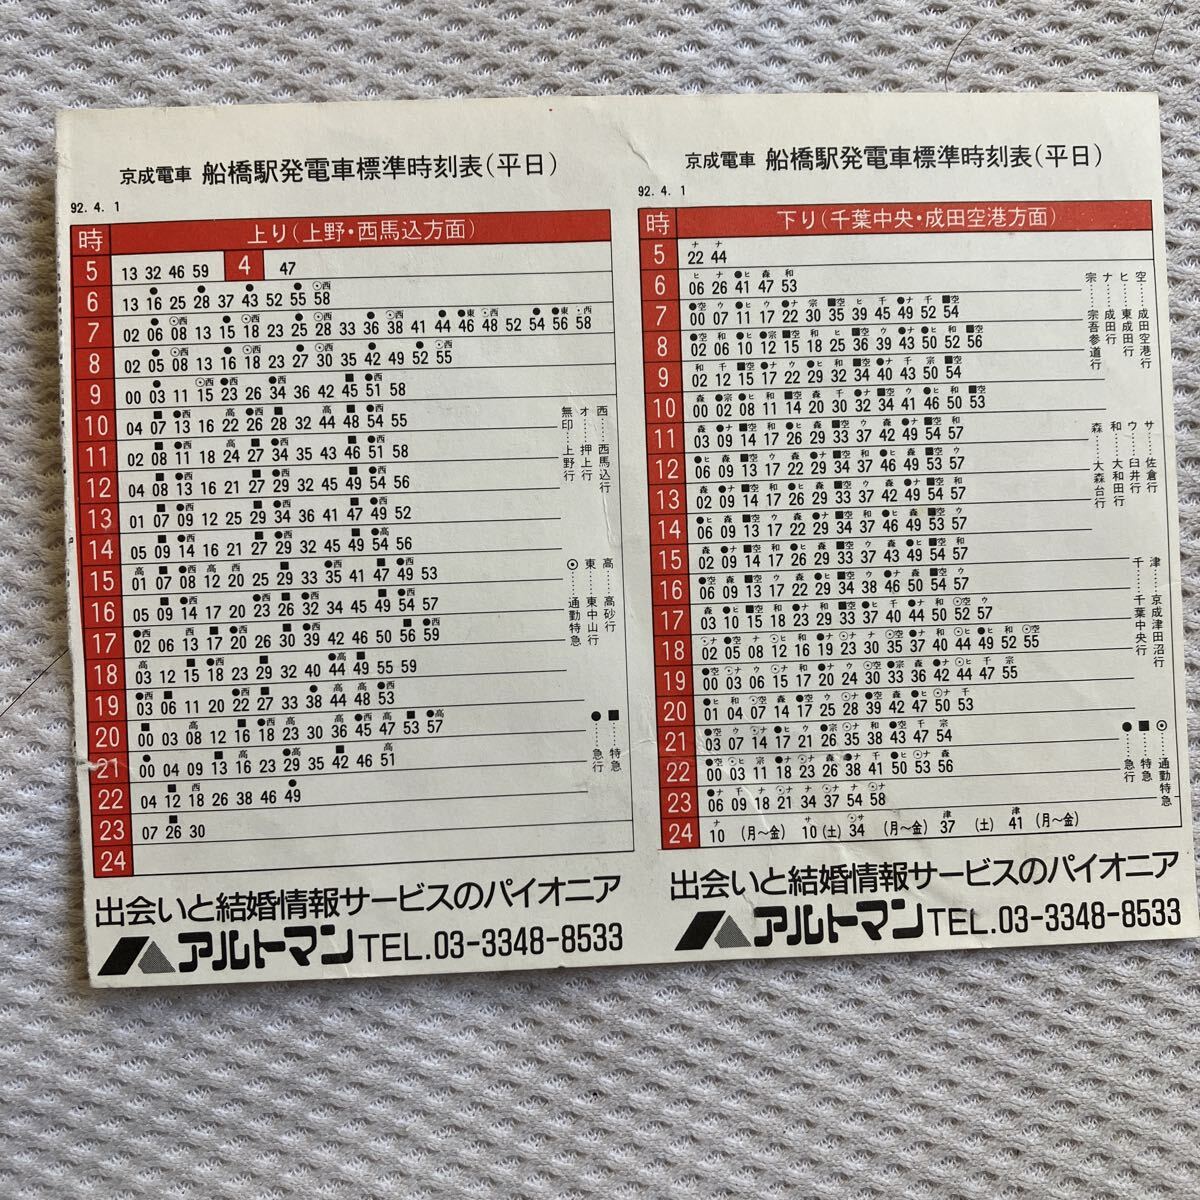 京成電車 船橋駅発電車標準時刻表(平日)
92. 4. 1
時 上り(上野・西馬込方面)
5 13 32 46 59 4 47
6 13 16 25 28 37 43 52 55 58
7 02 06 08 13 15 18 23 25 28 33 36 38 41 44 46 48 52 54 56 58
8 02 05 08 13 16 18 23 27 30 35 42 49 52 55
9 00 03 11 15 23 26 34 36 42 45 51 58
10 04 07 13 16 22 26 28 32 44 48 54 55
11 02 08 11 18 24 27 34 35 43 46 51 58
12 04 08 13 16 21 27 29 32 45 49 54 56
13 01 07 09 12 25 29 34 36 41 47 49 52
14 05 09 14 16 21 27 29 32 45 49 54 56
15 01 07 08 12 20 25 29 33 35 41 47 49 53
16 05 09 14 17 20 23 26 32 34 45 49 54 57
17 02 06 13 17 20 26 30 39 42 46 50 56 59
18 03 12 15 18 23 29 32 40 44 49 55 59
19 03 06 11 20 22 27 33 38 44 48 53
20 00 03 08 12 16 18 23 30 36 45 47 53 57
21 00 04 09 13 16 23 29 35 42 46 51
22 04 12 18 26 38 46 49
23 07 26 30
24
西……西馬込行
オ…押上行
無印…上野行
高……高砂行
東……東中山行
⊙……通勤特急
■……特急
●……急行
出会いと結婚情報サービスのパイオニア
アルトマン TEL.03-3348-8533
京成電車 船橋駅発電車標準時刻表(平日)
92. 4. 1
時 下り(千葉中央・成田空港方面)
5 22 44
6 06 26 41 47 53
7 00 07 11 17 22 30 35 39 45 49 52 54
8 02 06 10 12 15 18 25 36 39 43 50 52 56
9 02 12 15 17 22 29 32 34 40 43 50 54
10 00 02 08 11 14 20 30 32 34 41 46 50 53
11 03 09 14 17 26 29 33 37 42 49 54 57
12 06 09 13 17 22 29 34 37 46 49 53 57
13 02 09 14 17 26 29 33 37 42 49 54 57
14 06 09 13 17 22 29 34 37 46 49 53 57
15 02 09 14 17 26 29 33 37 43 49 54 57
16 06 09 13 17 22 29 34 38 46 50 54 57
17 03 10 15 18 23 29 33 37 40 44 50 52 57
18 02 05 08 12 16 19 23 30 35 37 40 44 49 52 55
19 00 03 06 15 17 20 24 30 33 36 42 44 47 55
20 01 04 07 14 17 25 28 39 42 47 50 53
21 03 07 14 17 21 26 35 38 43 47 54
22 00 03 11 18 23 26 38 41 50 53 56
23 06 09 18 21 34 37 54 58
24 10 (月〜金) 10 (土) 34 (月〜金) 37 (土) 41 (月〜金)
空……成田空港行
ヒ……東成田行
ナ……成田行
宗……宗吾参道行
サ……佐倉行
ウ……臼井行
和……大和田行
森……大森台行
津……京成津田沼行
千……千葉中央行
⊙……通勤特急
■……特急
●……急行
出会いと結婚情報サービスのパイオニア
アルトマン TEL.03-3348-8533